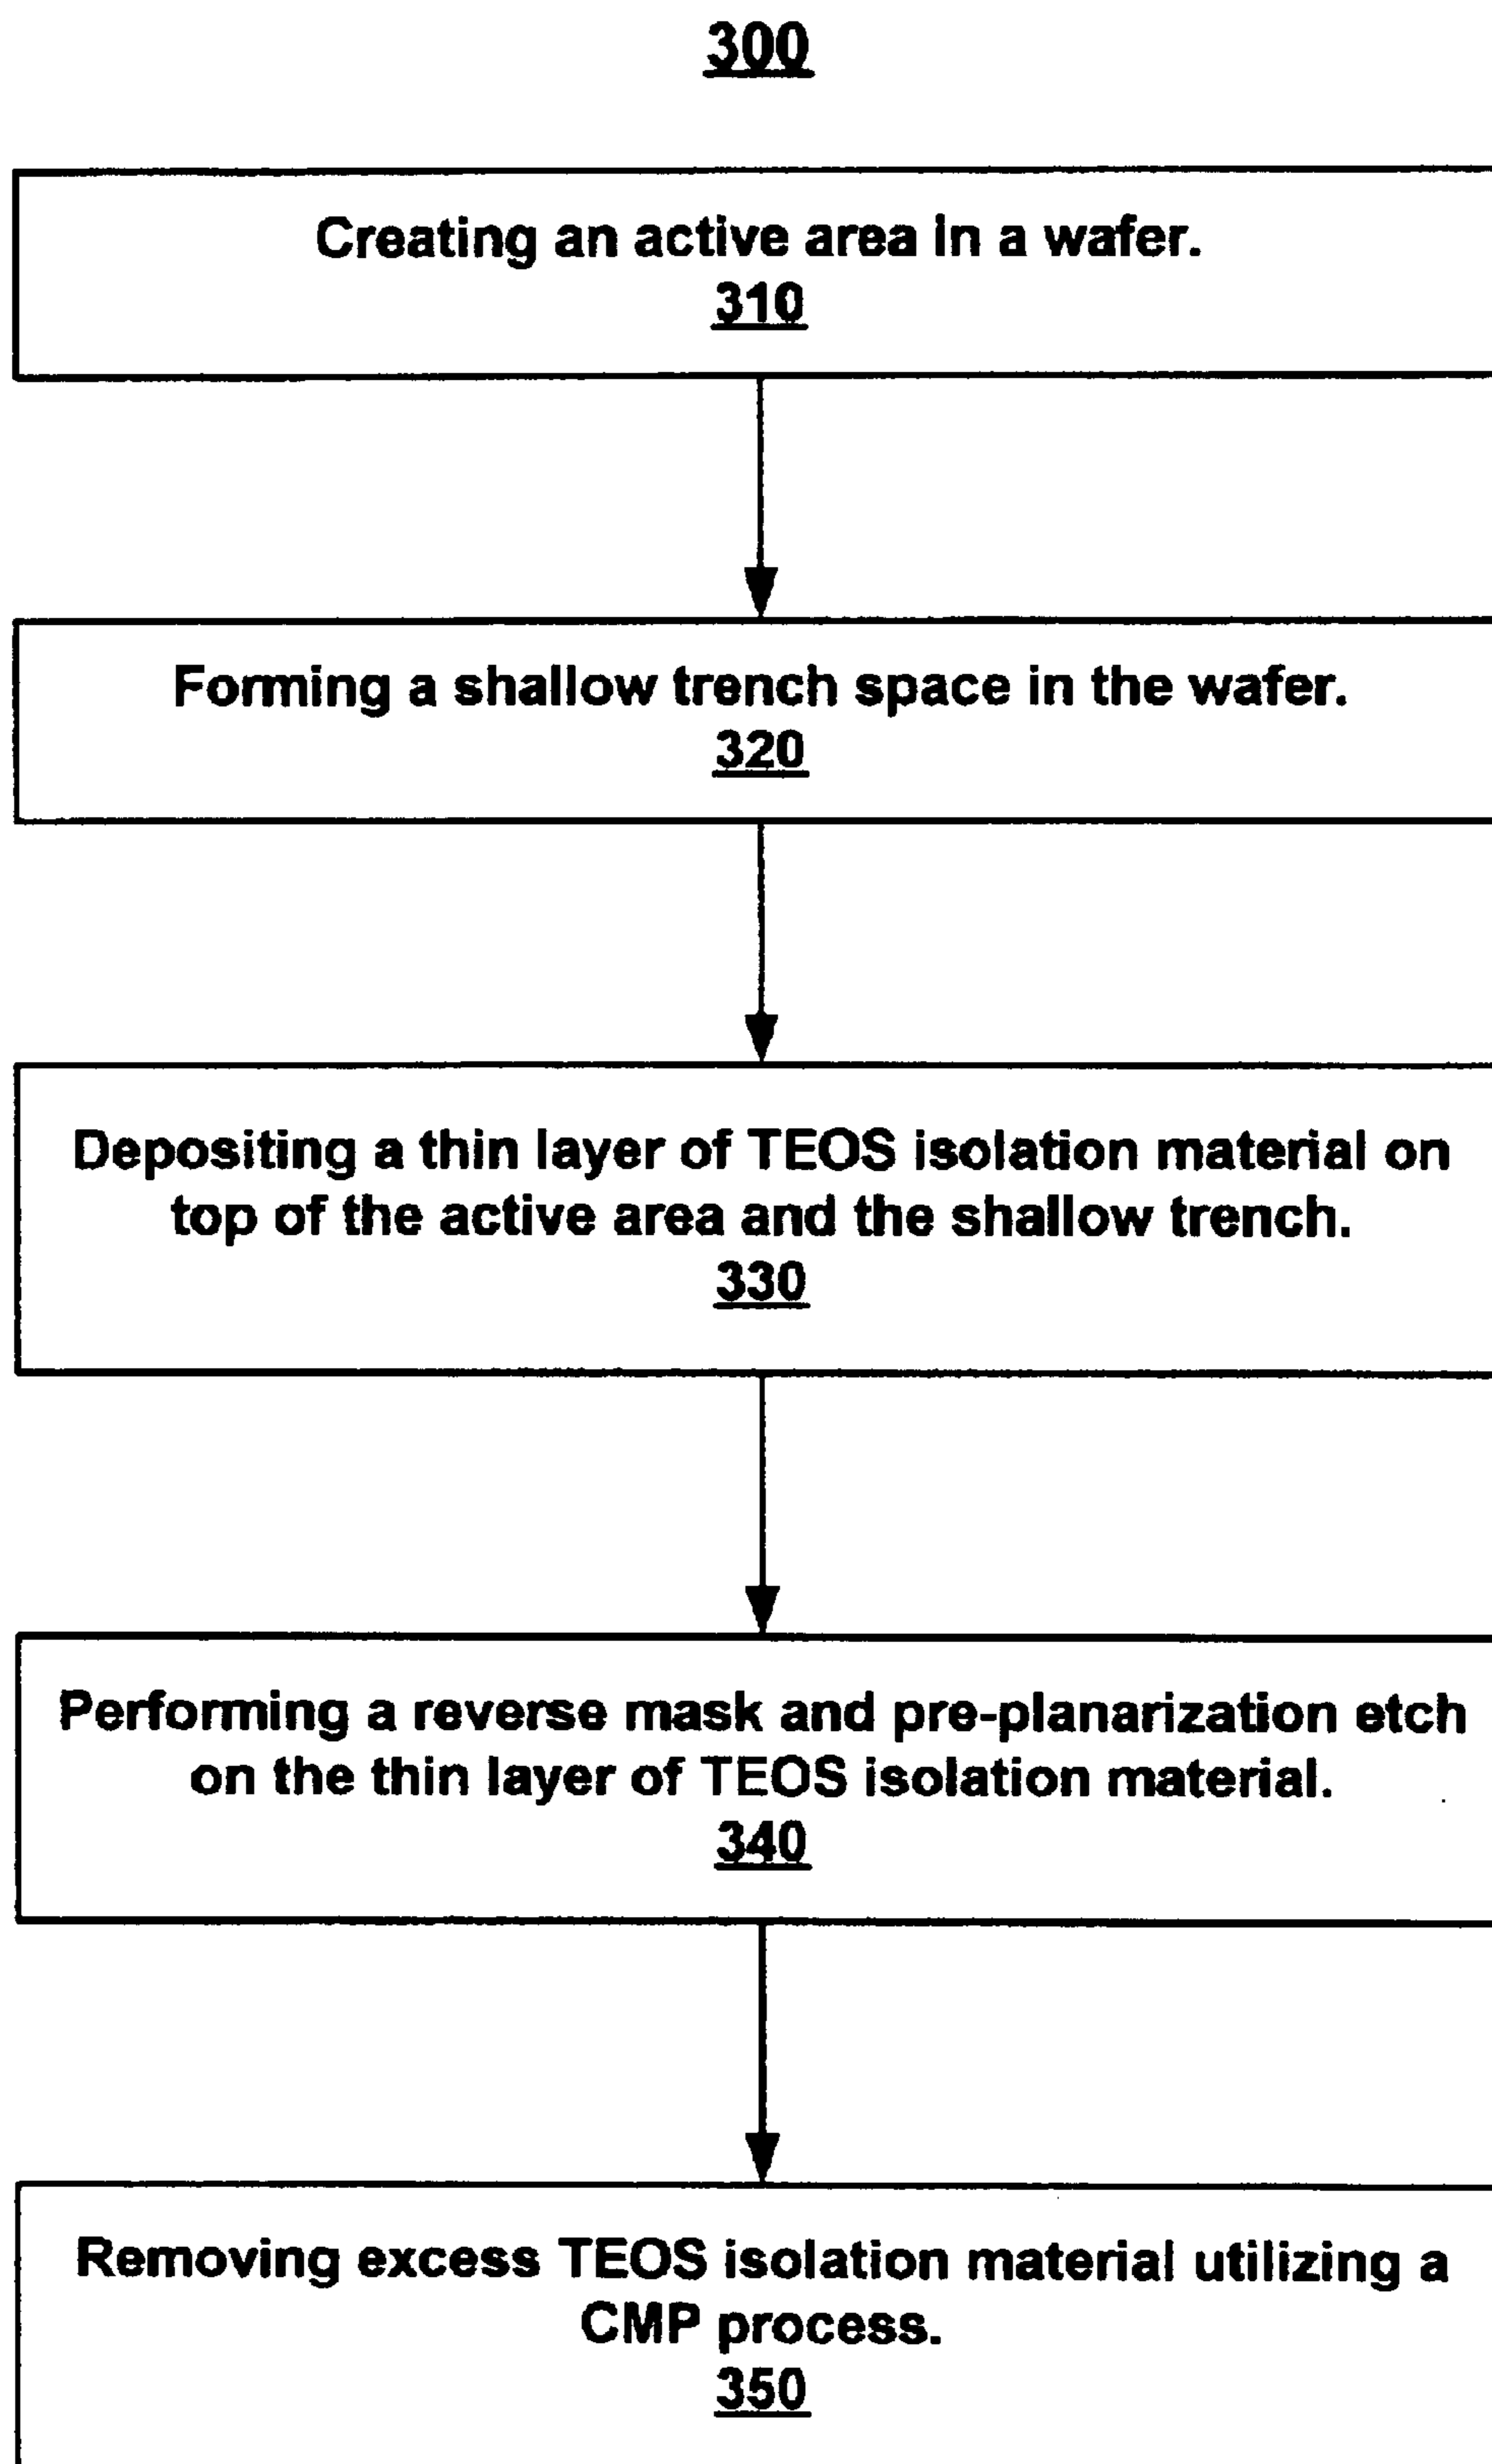 300
Creating an active area in a wafer.
310
Forming a shallow trench space in the wafer.
320
Depositing a thin layer of TEOS isolation material on
top of the active area and the shallow trench.
330
Performing a reverse mask and pre-planarization etch
on the thin layer of TEOS isolation material.
340
Removing excess TEOS isolation material utilizing a
CMP process.
350